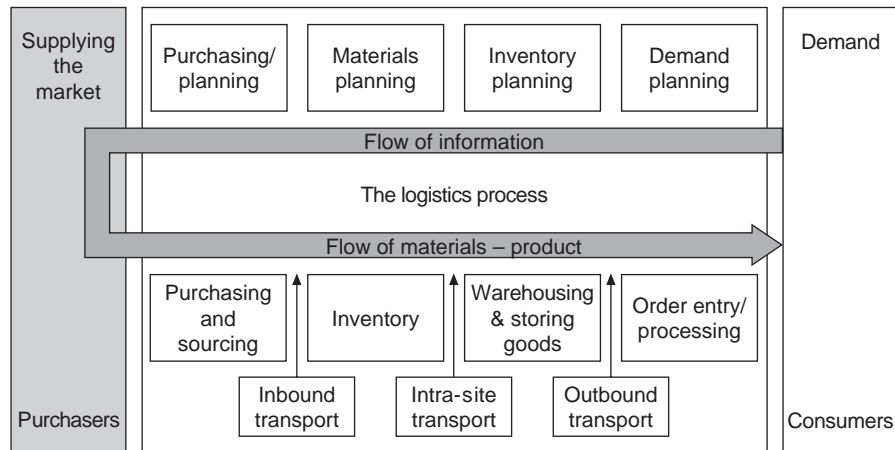 Supplying
the
market
Purchasing/
planning
Materials
planning
Inventory
planning
Demand
planning
Demand
Flow of information
The logistics process
Flow of materials – product
Purchasing
and
sourcing
Inventory
Warehousing
& storing
goods
Order entry/
processing
Inbound
transport
Intra-site
transport
Outbound
transport
Purchasers
Consumers